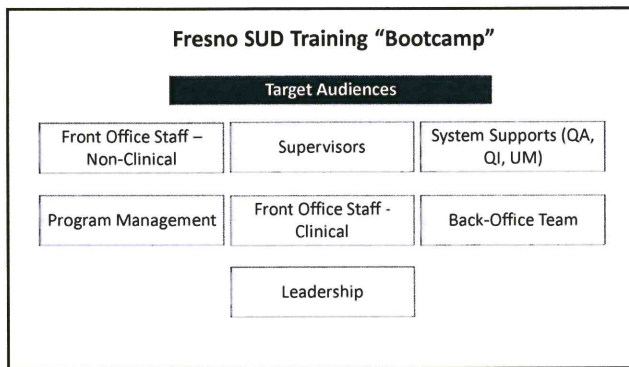 Fresno SUD Training “Bootcamp”
Target Audiences
Front Office Staff –
Non-Clinical
Supervisors
System Supports (QA,
QI, UM)
Program Management
Front Office Staff -
Clinical
Back-Office Team
Leadership